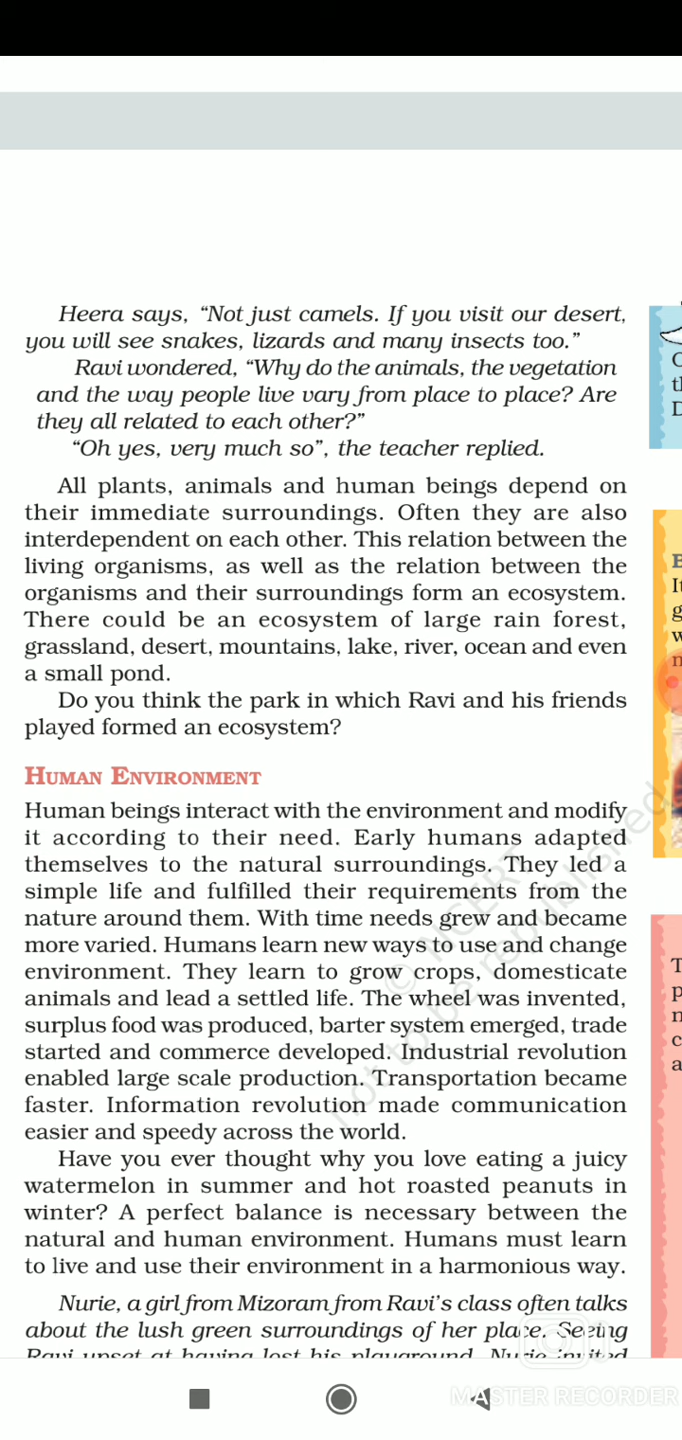 Heera says, “Not just camels. If you visit our desert,
you will see snakes, lizards and many insects too.”
Ravi wondered, “Why do the animals, the vegetation
and the way people live vary from place to place? Are
they all related to each other?”
“Oh yes, very much so”, the teacher replied.
All plants, animals and human beings depend on
their immediate surroundings. Often they are also
interdependent on each other. This relation between the
living organisms, as well as the relation between the
organisms and their surroundings form an ecosystem.
There could be an ecosystem of large rain forest,
grassland, desert, mountains, lake, river, ocean and even
a small pond.
Do you think the park in which Ravi and his friends
played formed an ecosystem?
HUMAN ENVIRONMENT
Human beings interact with the environment and modify
it according to their need. Early humans adapted
themselves to the natural surroundings. They led a
simple life and fulfilled their requirements from the
nature around them. With time needs grew and became
more varied. Humans learn new ways to use and change
environment. They learn to grow crops, domesticate
animals and lead a settled life. The wheel was invented,
surplus food was produced, barter system emerged, trade
started and commerce developed. Industrial revolution
enabled large scale production. Transportation became
faster. Information revolution made communication
easier and speedy across the world.
Have you ever thought why you love eating a juicy
watermelon in summer and hot roasted peanuts in
winter? A perfect balance is necessary between the
natural and human environment. Humans must learn
to live and use their environment in a harmonious way.
Nurie, a girl from Mizoram from Ravi’s class often talks
about the lush green surroundings of her place. Seeing
Ravi upset at having lost his playground, Nurie invited
© NCERT
not to be republished
MASTER RECORDER